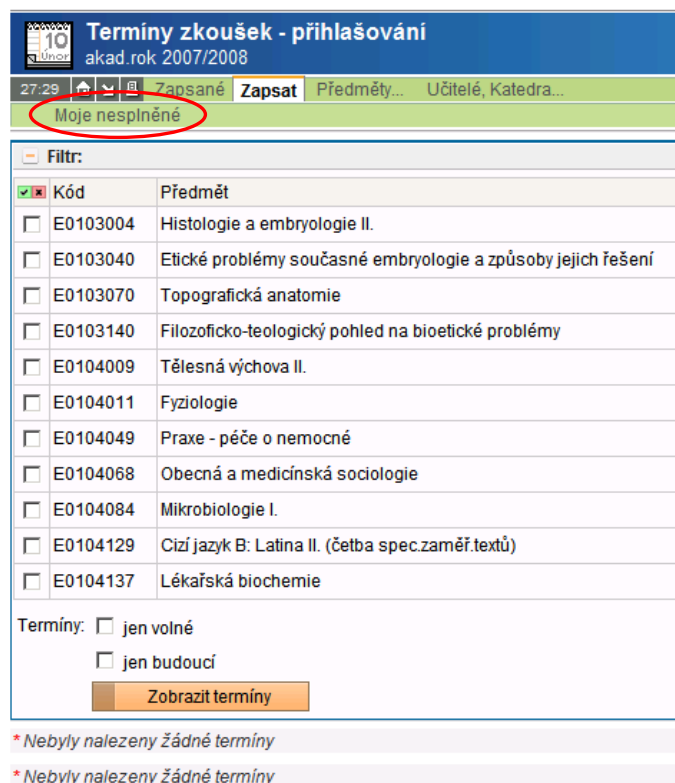 10
Únor
Termíny zkoušek - přihlašování
akad.rok 2007/2008
27:29 Zapsané Zapsat Předměty... Učitelé, Katedra...
Moje nesplněné
Filtr:
Kód Předmět
E0103004 Histologie a embryologie II.
E0103040 Etické problémy současné embryologie a způsoby jejich řešení
E0103070 Topografická anatomie
E0103140 Filozoficko-teologický pohled na bioetické problémy
E0104009 Tělesná výchova II.
E0104011 Fyziologie
E0104049 Praxe - péče o nemocné
E0104068 Obecná a medicínská sociologie
E0104084 Mikrobiologie I.
E0104129 Cizí jazyk B: Latina II. (četba spec.zaměř.textů)
E0104137 Lékařská biochemie
Termíny: jen volné
jen budoucí
Zobrazit termíny
* Nebyly nalezeny žádné termíny
* Nebyly nalezeny žádné termíny